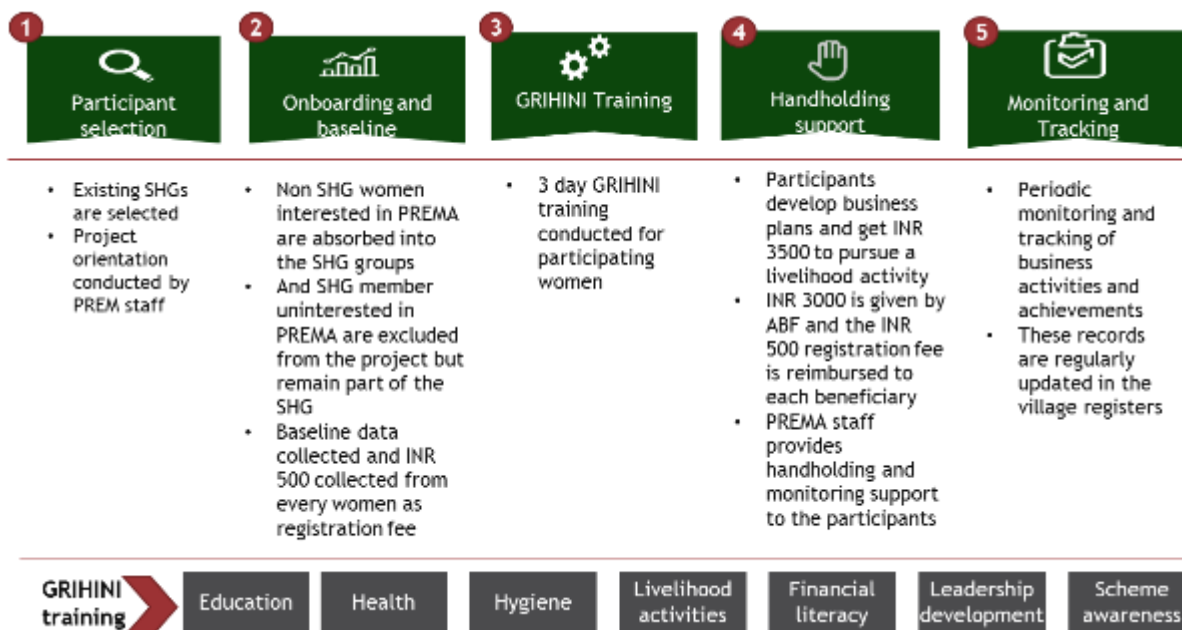 1
Participant
selection
2
Onboarding and
baseline
3
GRIHINI Training
4
Handholding
support
5
Monitoring and
Tracking
• Existing SHGs
are selected
• Project
orientation
conducted by
PREM staff
• Non SHG women
interested in PREMA
are absorbed into
the SHG groups
• And SHG member
uninterested in
PREMA are excluded
from the project but
remain part of the
SHG
• Baseline data
collected and INR
500 collected from
every women as
registration fee
• 3 day GRIHINI
training
conducted for
participating
women
• Participants
develop business
plans and get INR
3500 to pursue a
livelihood activity
• INR 3000 is given by
ABF and the INR
500 registration fee
is reimbursed to
each beneficiary
• PREMA staff
provides
handholding and
monitoring support
to the participants
• Periodic
monitoring and
tracking of
business
activities and
achievements
• These records
are regularly
updated in the
village registers
GRIHINI
training
Education
Health
Hygiene
Livelihood
activities
Financial
literacy
Leadership
development
Scheme
awareness